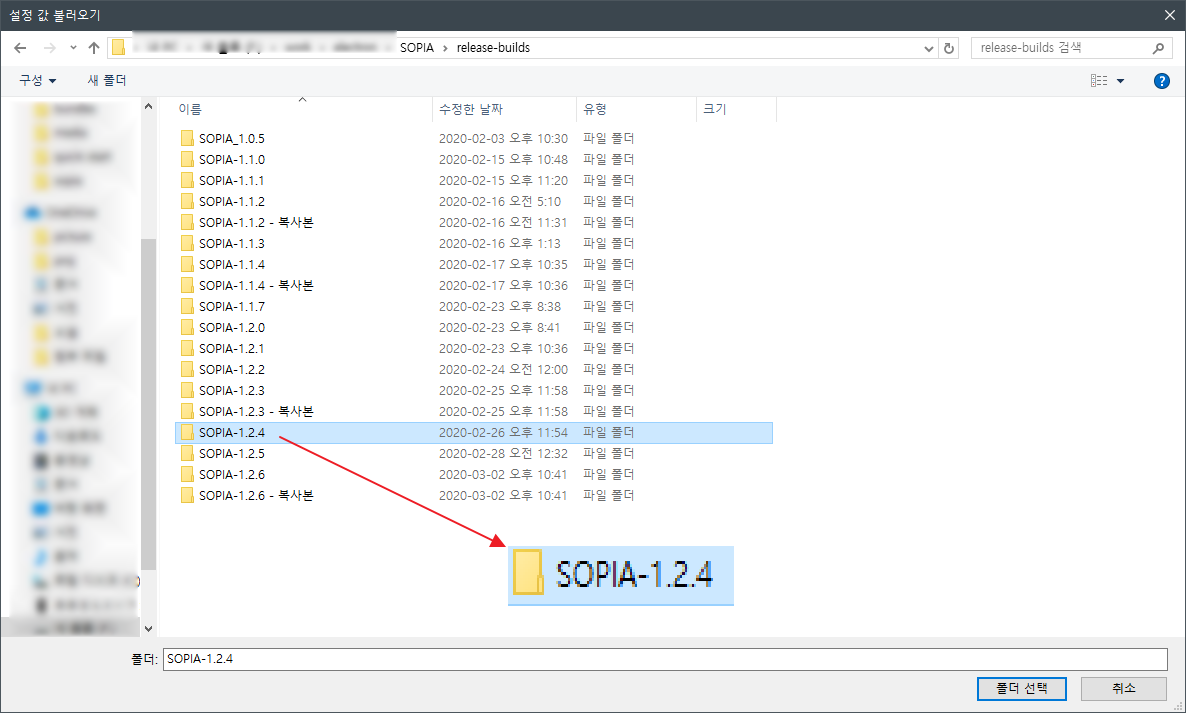 설정 값 불러오기
SOPIA › release-builds
release-builds 검색
구성
새 폴더
이름 수정한 날짜 유형 크기
SOPIA_1.0.5 2020-02-03 오후 10:30 파일 폴더
SOPIA-1.1.0 2020-02-15 오후 10:48 파일 폴더
SOPIA-1.1.1 2020-02-15 오후 11:20 파일 폴더
SOPIA-1.1.2 2020-02-16 오전 5:10 파일 폴더
SOPIA-1.1.2 - 복사본 2020-02-16 오전 11:31 파일 폴더
SOPIA-1.1.3 2020-02-16 오후 1:13 파일 폴더
SOPIA-1.1.4 2020-02-17 오후 10:35 파일 폴더
SOPIA-1.1.4 - 복사본 2020-02-17 오후 10:36 파일 폴더
SOPIA-1.1.7 2020-02-23 오후 8:38 파일 폴더
SOPIA-1.2.0 2020-02-23 오후 8:41 파일 폴더
SOPIA-1.2.1 2020-02-23 오후 10:36 파일 폴더
SOPIA-1.2.2 2020-02-24 오전 12:00 파일 폴더
SOPIA-1.2.3 2020-02-25 오후 11:58 파일 폴더
SOPIA-1.2.3 - 복사본 2020-02-25 오후 11:58 파일 폴더
SOPIA-1.2.4 2020-02-26 오후 11:54 파일 폴더
SOPIA-1.2.5 2020-02-28 오전 12:32 파일 폴더
SOPIA-1.2.6 2020-03-02 오후 10:41 파일 폴더
SOPIA-1.2.6 - 복사본 2020-03-02 오후 10:41 파일 폴더
SOPIA-1.2.4
폴더: SOPIA-1.2.4
폴더 선택 취소